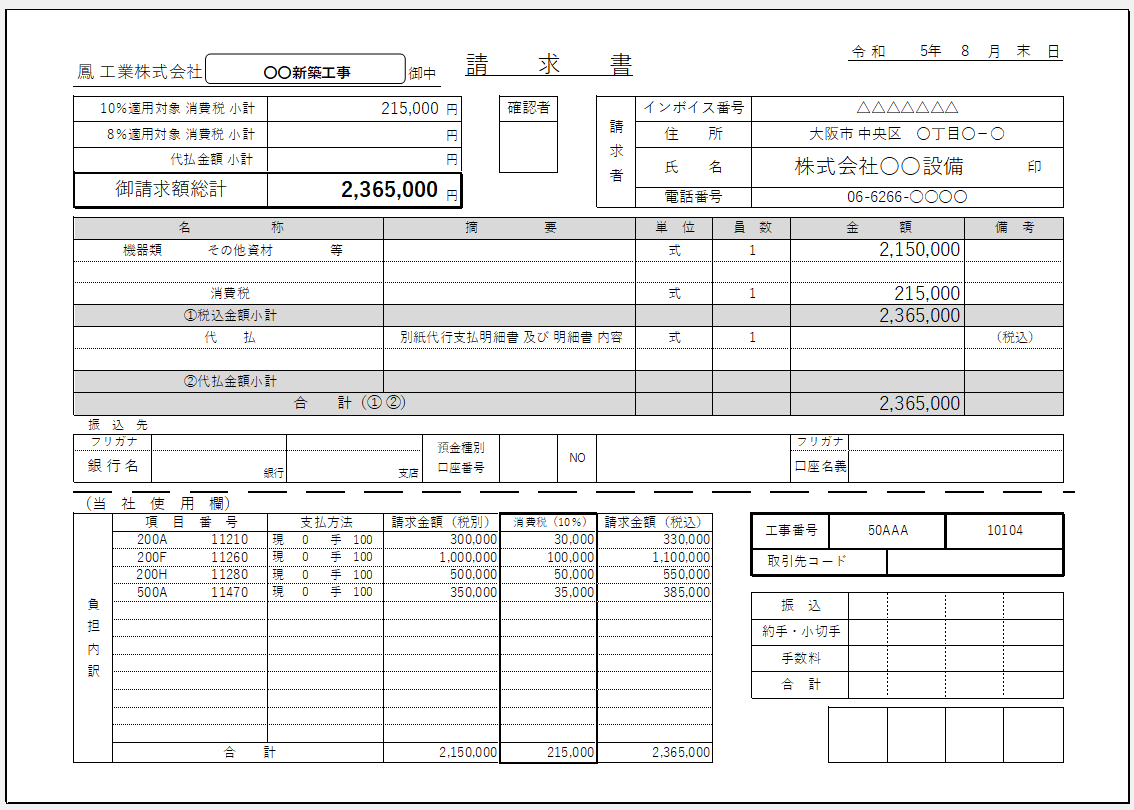 鳳 工業株式会社 〇〇新築工事 御中
請 求 書
令 和 5年 8 月 末 日
10%適用対象 消費税 小計 215,000 円
8%適用対象 消費税 小計 円
代払金額 小計 円
御請求額総計 2,365,000 円
確認者
請求者
インボイス番号 △△△△△△△
住 所 大阪市 中央区 〇丁目〇－〇
氏 名 株式会社〇〇設備 印
電話番号 06-6266-〇〇〇〇
名 称 摘 要 単 位 員 数 金 額 備 考
機器類 その他資材 等 式 1 2,150,000
消費税 式 1 215,000
①税込金額小計 2,365,000
代 払 別紙代行支払明細書 及び 明細書 内容 式 1 （税込）
②代払金額小計
合 計（① ②） 2,365,000
振 込 先
フリガナ
銀 行 名 銀行 支店
預金種別
口座番号
NO
フリガナ
口座名義
（当 社 使 用 欄）
負担内訳
項 目 番 号 支払方法 請求金額（税別） 消費税（10%） 請求金額（税込）
200A 11210 現 0 手 100 300,000 30,000 330,000
200F 11260 現 0 手 100 1,000,000 100,000 1,100,000
200H 11280 現 0 手 100 500,000 50,000 550,000
500A 11470 現 0 手 100 350,000 35,000 385,000
合 計 2,150,000 215,000 2,365,000
工事番号 50AAA 10104
取引先コード
振 込
約手・小切手
手数料
合 計